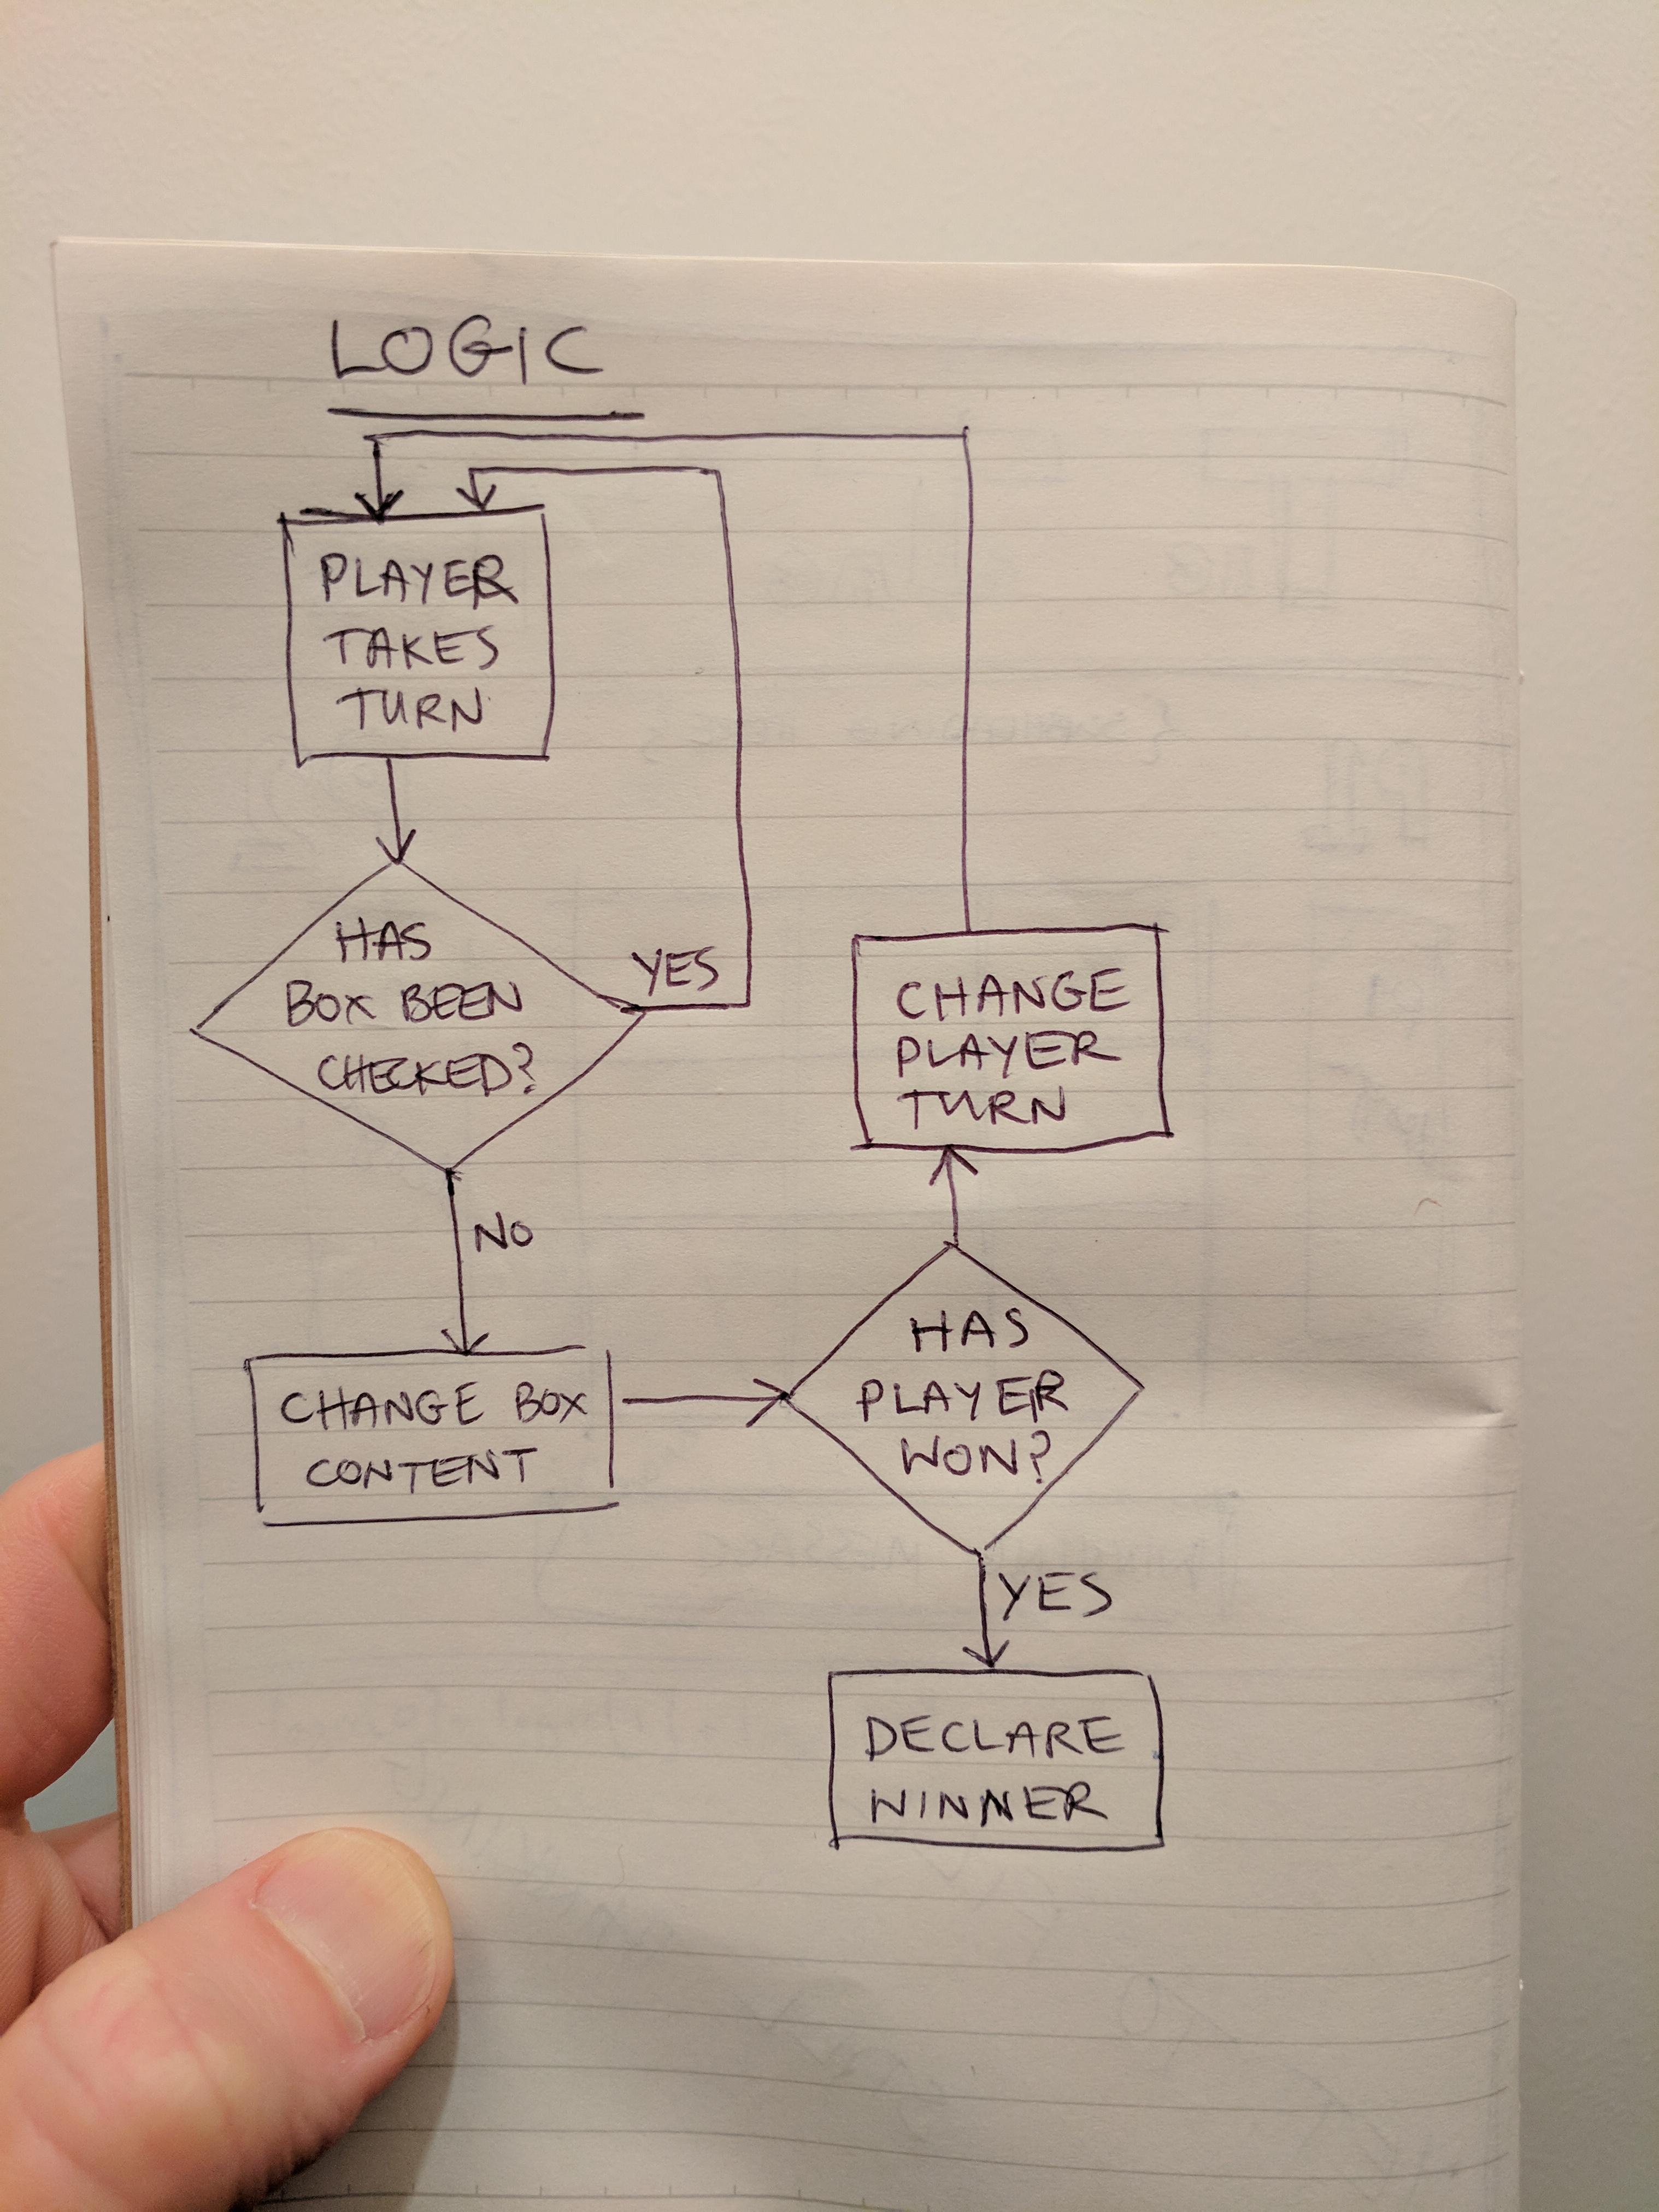 LOGIC
PLAYER
TAKES
TURN
HAS
BOX BEEN
CHECKED?
YES
NO
CHANGE BOX
CONTENT
HAS
PLAYER
WON?
CHANGE
PLAYER
TURN
YES
DECLARE
WINNER